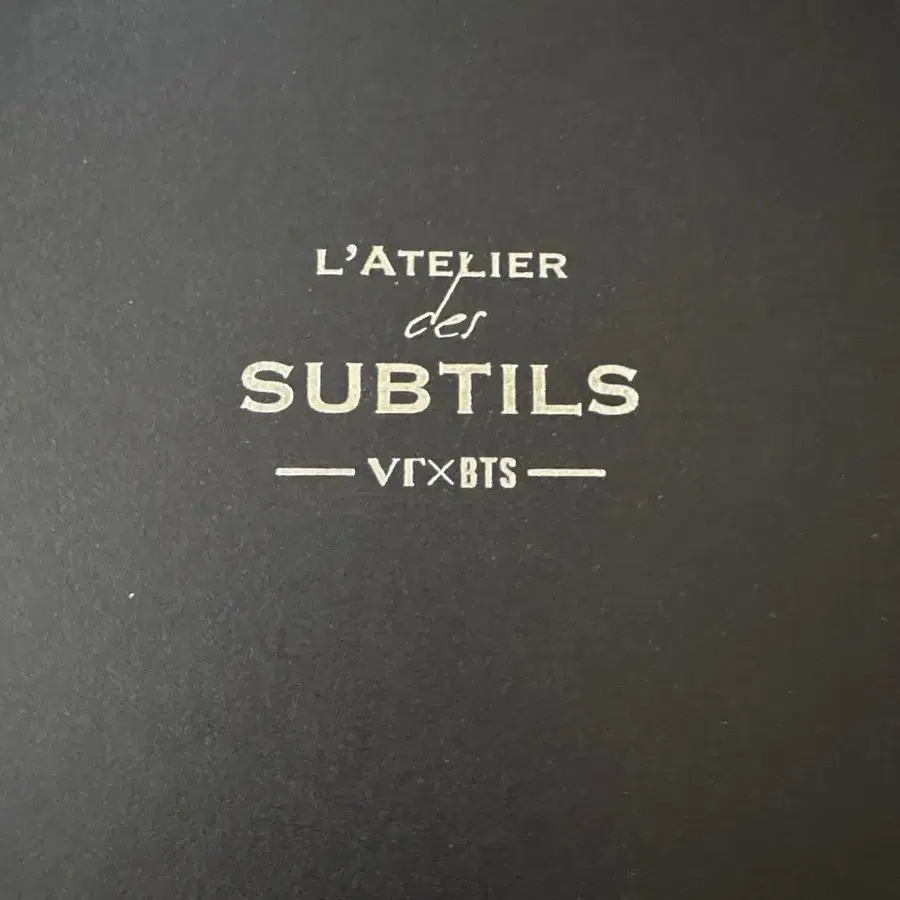 L'ATELIER
des
SUBTILS
VT×BTS